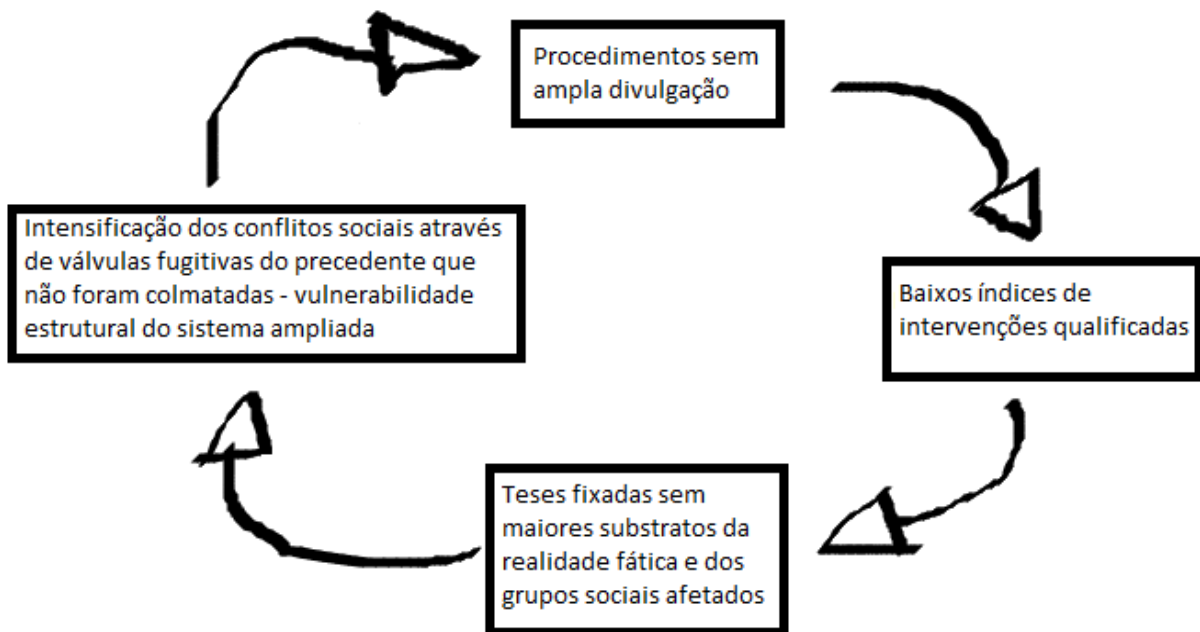 Procedimentos sem
ampla divulgação
Baixos índices de
intervenções qualificadas
Teses fixadas sem
maiores substratos da
realidade fática e dos
grupos sociais afetados
Intensificação dos conflitos sociais através
de válvulas fugitivas do precedente que
não foram colmatadas - vulnerabilidade
estrutural do sistema ampliada